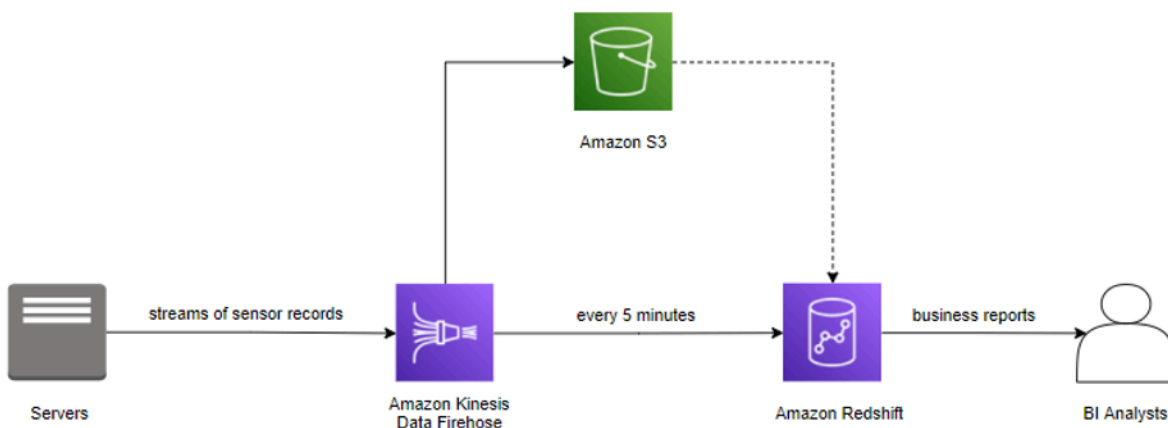 Amazon S3
streams of sensor records
every 5 minutes
business reports
Servers
Amazon Kinesis
Data Firehose
Amazon Redshift
BI Analysts